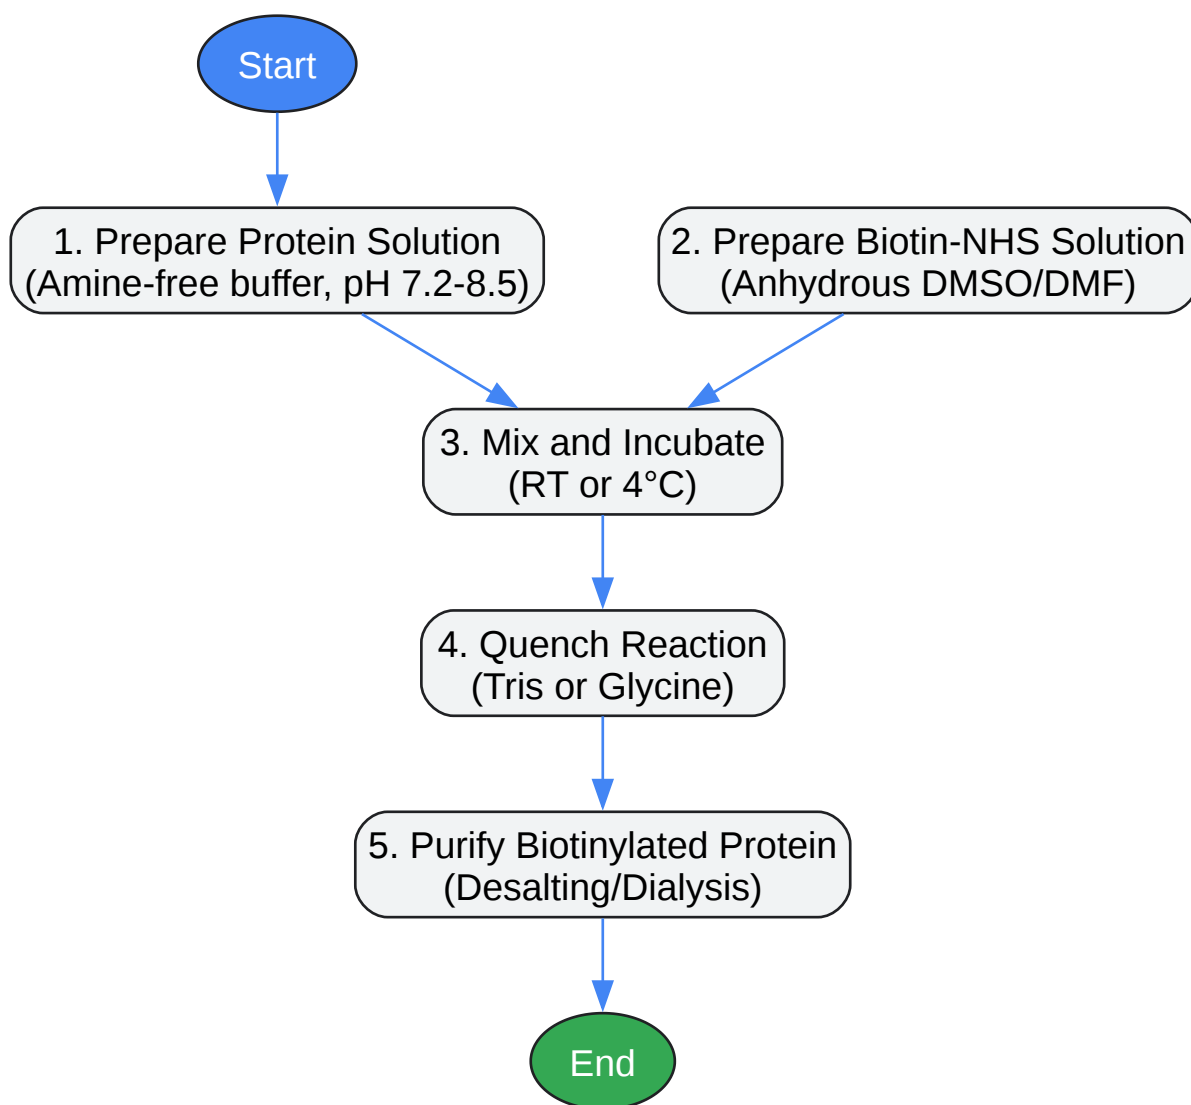 Start
1. Prepare Protein Solution
(Amine-free buffer, pH 7.2-8.5)
2. Prepare Biotin-NHS Solution
(Anhydrous DMSO/DMF)
3. Mix and Incubate
(RT or 4°C)
4. Quench Reaction
(Tris or Glycine)
5. Purify Biotinylated Protein
(Desalting/Dialysis)
End